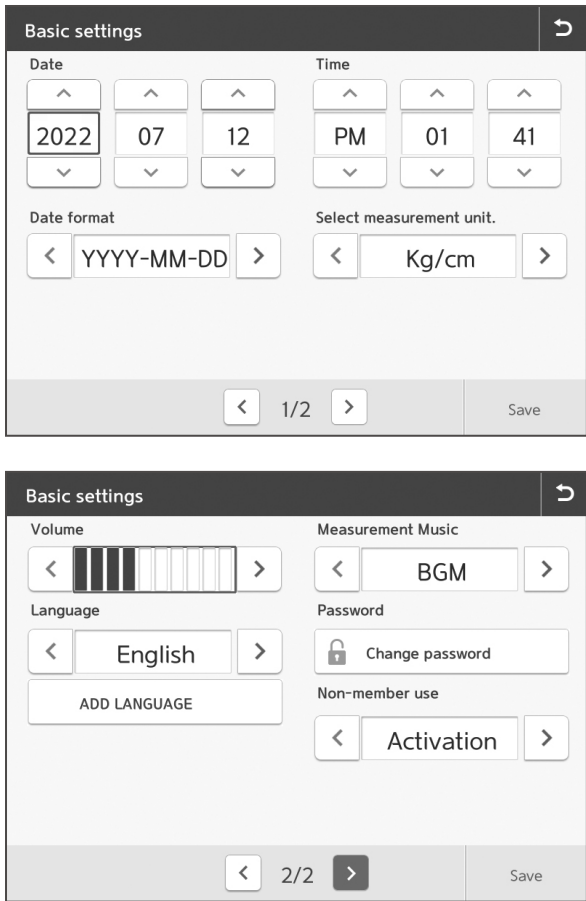 Basic settings
Date Time
2022 07 12 PM 01 41
Date format Select measurement unit.
YYYY-MM-DD Kg/cm
1/2 Save
Basic settings
Volume Measurement Music
BGM
Language Password
English Change password
ADD LANGUAGE Non-member use
Activation
2/2 Save